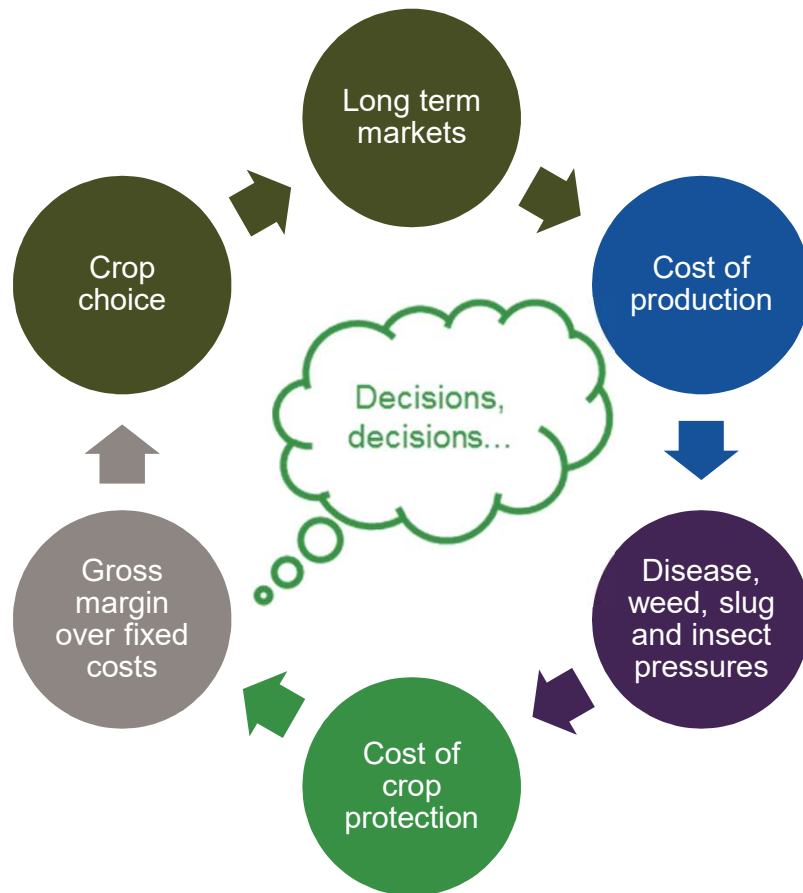 Long term
markets
Crop
choice
Cost of
production
Decisions,
decisions...
Gross
margin
over fixed
costs
Disease,
weed, slug
and insect
pressures
Cost of
crop
protection